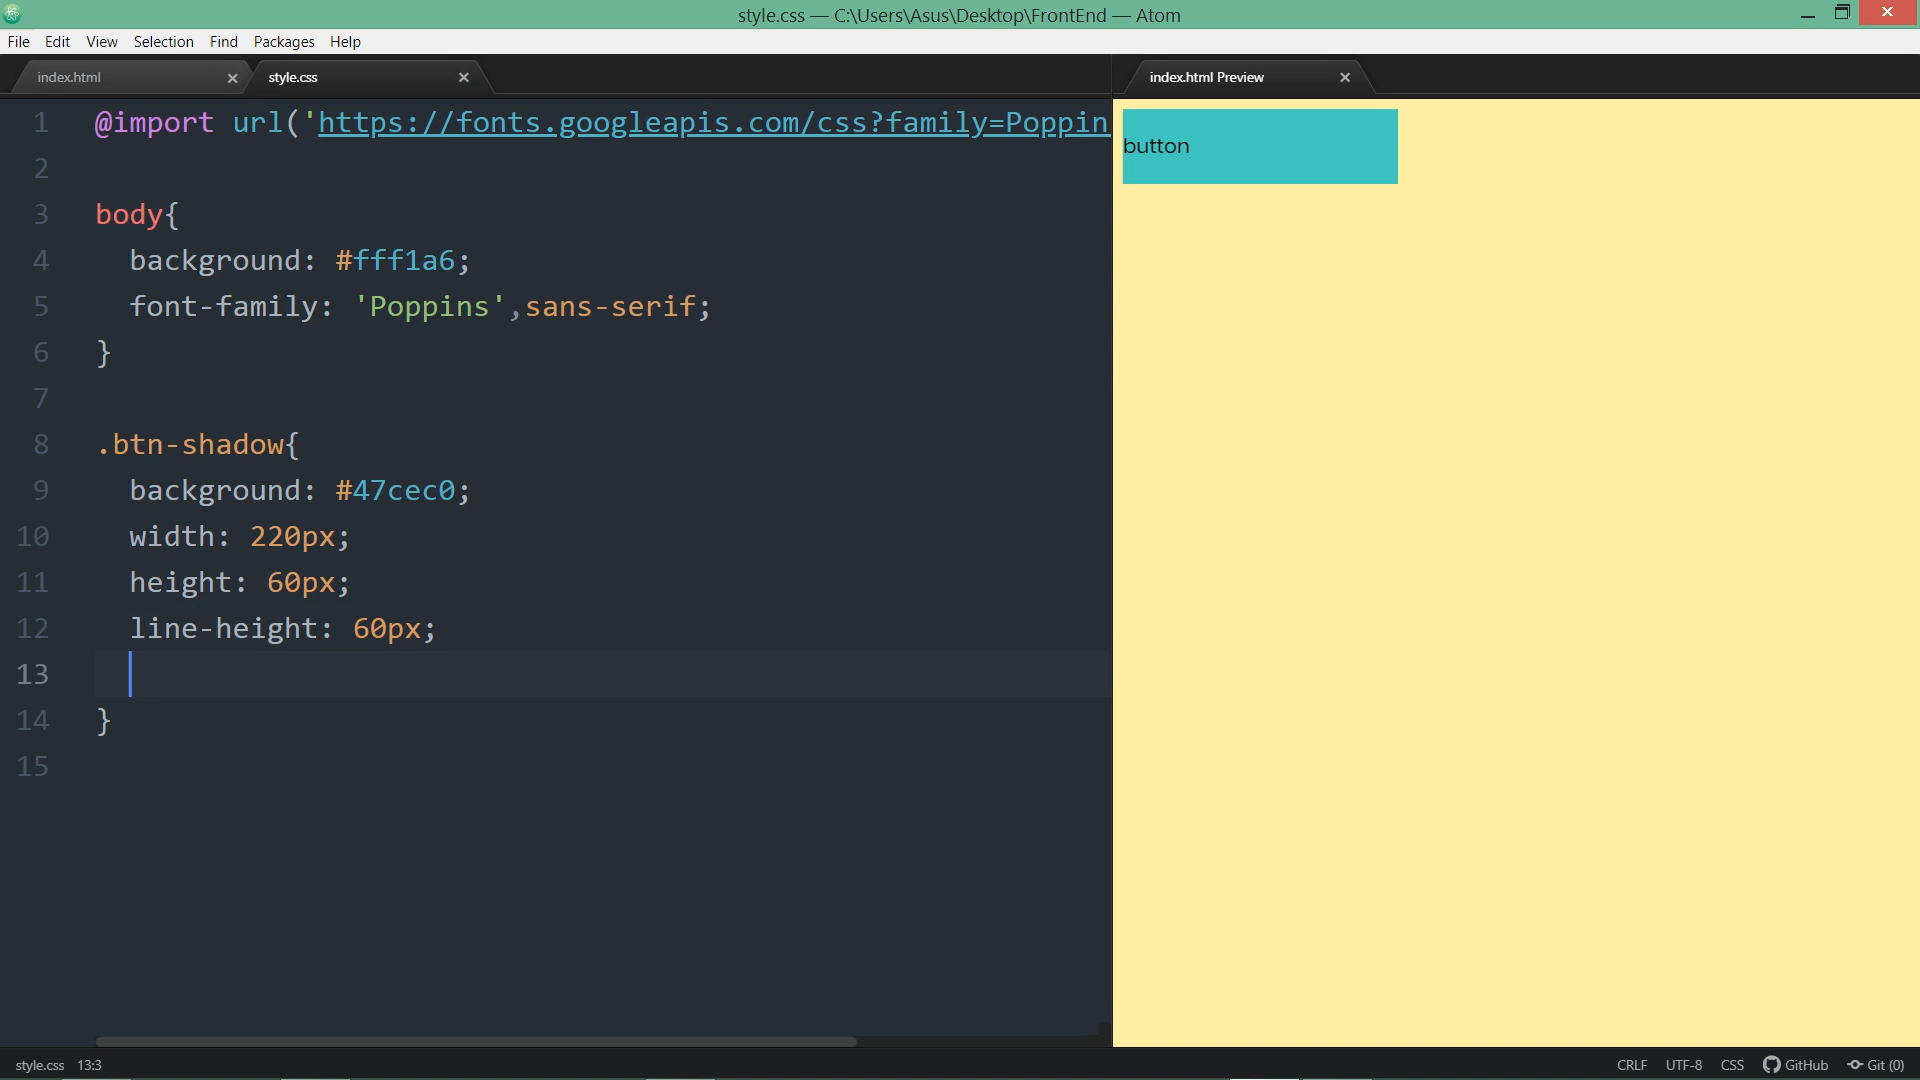 style.css — C:\Users\Asus\Desktop\FrontEnd — Atom
File Edit View Selection Find Packages Help
index.html style.css index.html Preview
1 @import url('https://fonts.googleapis.com/css?family=Poppin
2
3 body{
4 background: #fff1a6;
5 font-family: 'Poppins',sans-serif;
6 }
7
8 .btn-shadow{
9 background: #47cec0;
10 width: 220px;
11 height: 60px;
12 line-height: 60px;
13
14 }
15
button
style.css 13:3 CRLF UTF-8 CSS GitHub Git (0)